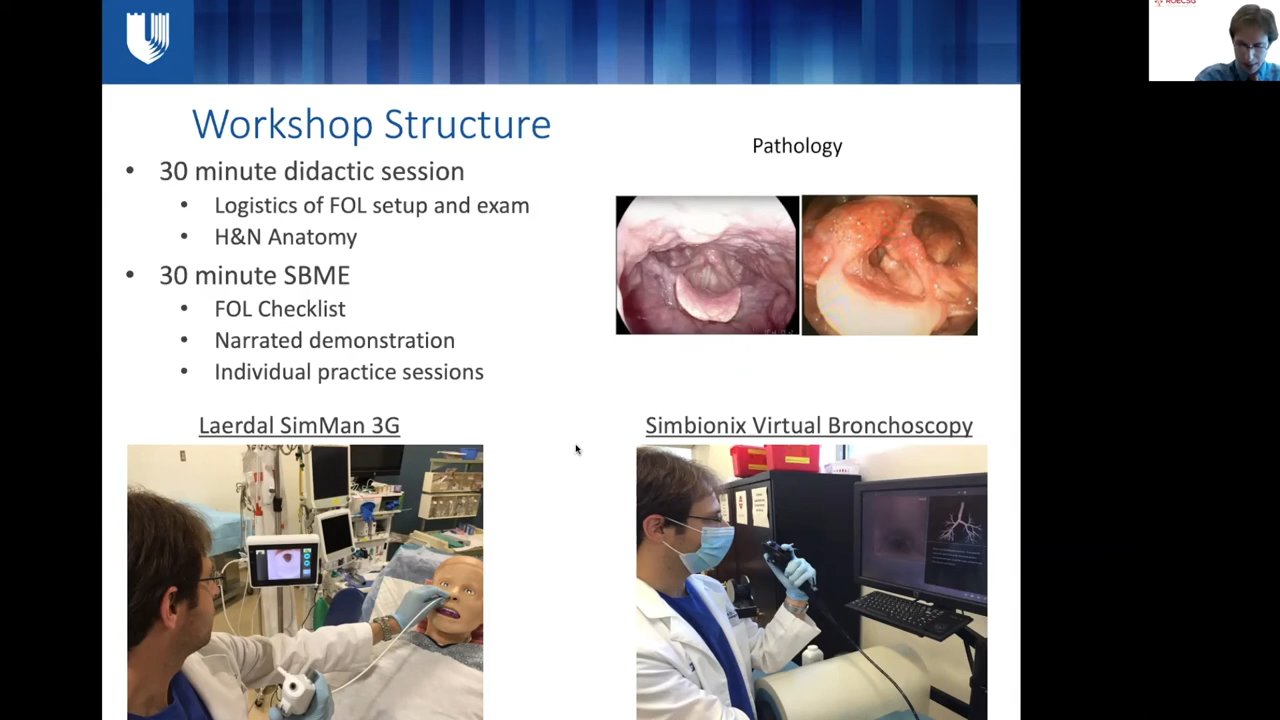 ROECSG
Workshop Structure
• 30 minute didactic session
• Logistics of FOL setup and exam
• H&N Anatomy
• 30 minute SBME
• FOL Checklist
• Narrated demonstration
• Individual practice sessions
Pathology
Laerdal SimMan 3G
Simbionix Virtual Bronchoscopy